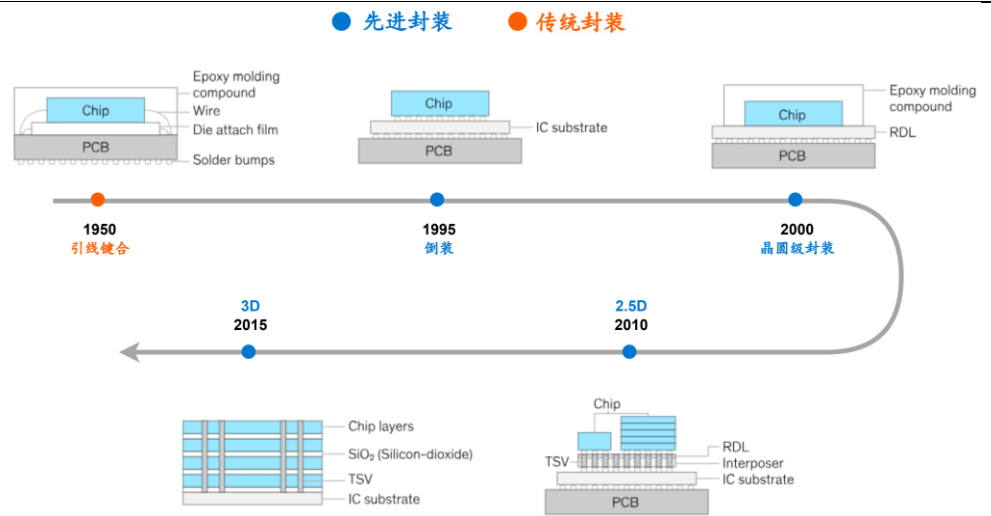 先进封装
传统封装
Epoxy molding
compound
Chip
Wire
Die attach film
PCB
Solder bumps
Chip
IC substrate
PCB
Epoxy molding
compound
Chip
RDL
PCB
1950
引线键合
1995
倒装
2000
晶圆级封装
3D
2015
2.5D
2010
Chip layers
SiO₂ (Silicon-dioxide)
TSV
IC substrate
Chip
RDL
TSV
Interposer
IC substrate
PCB